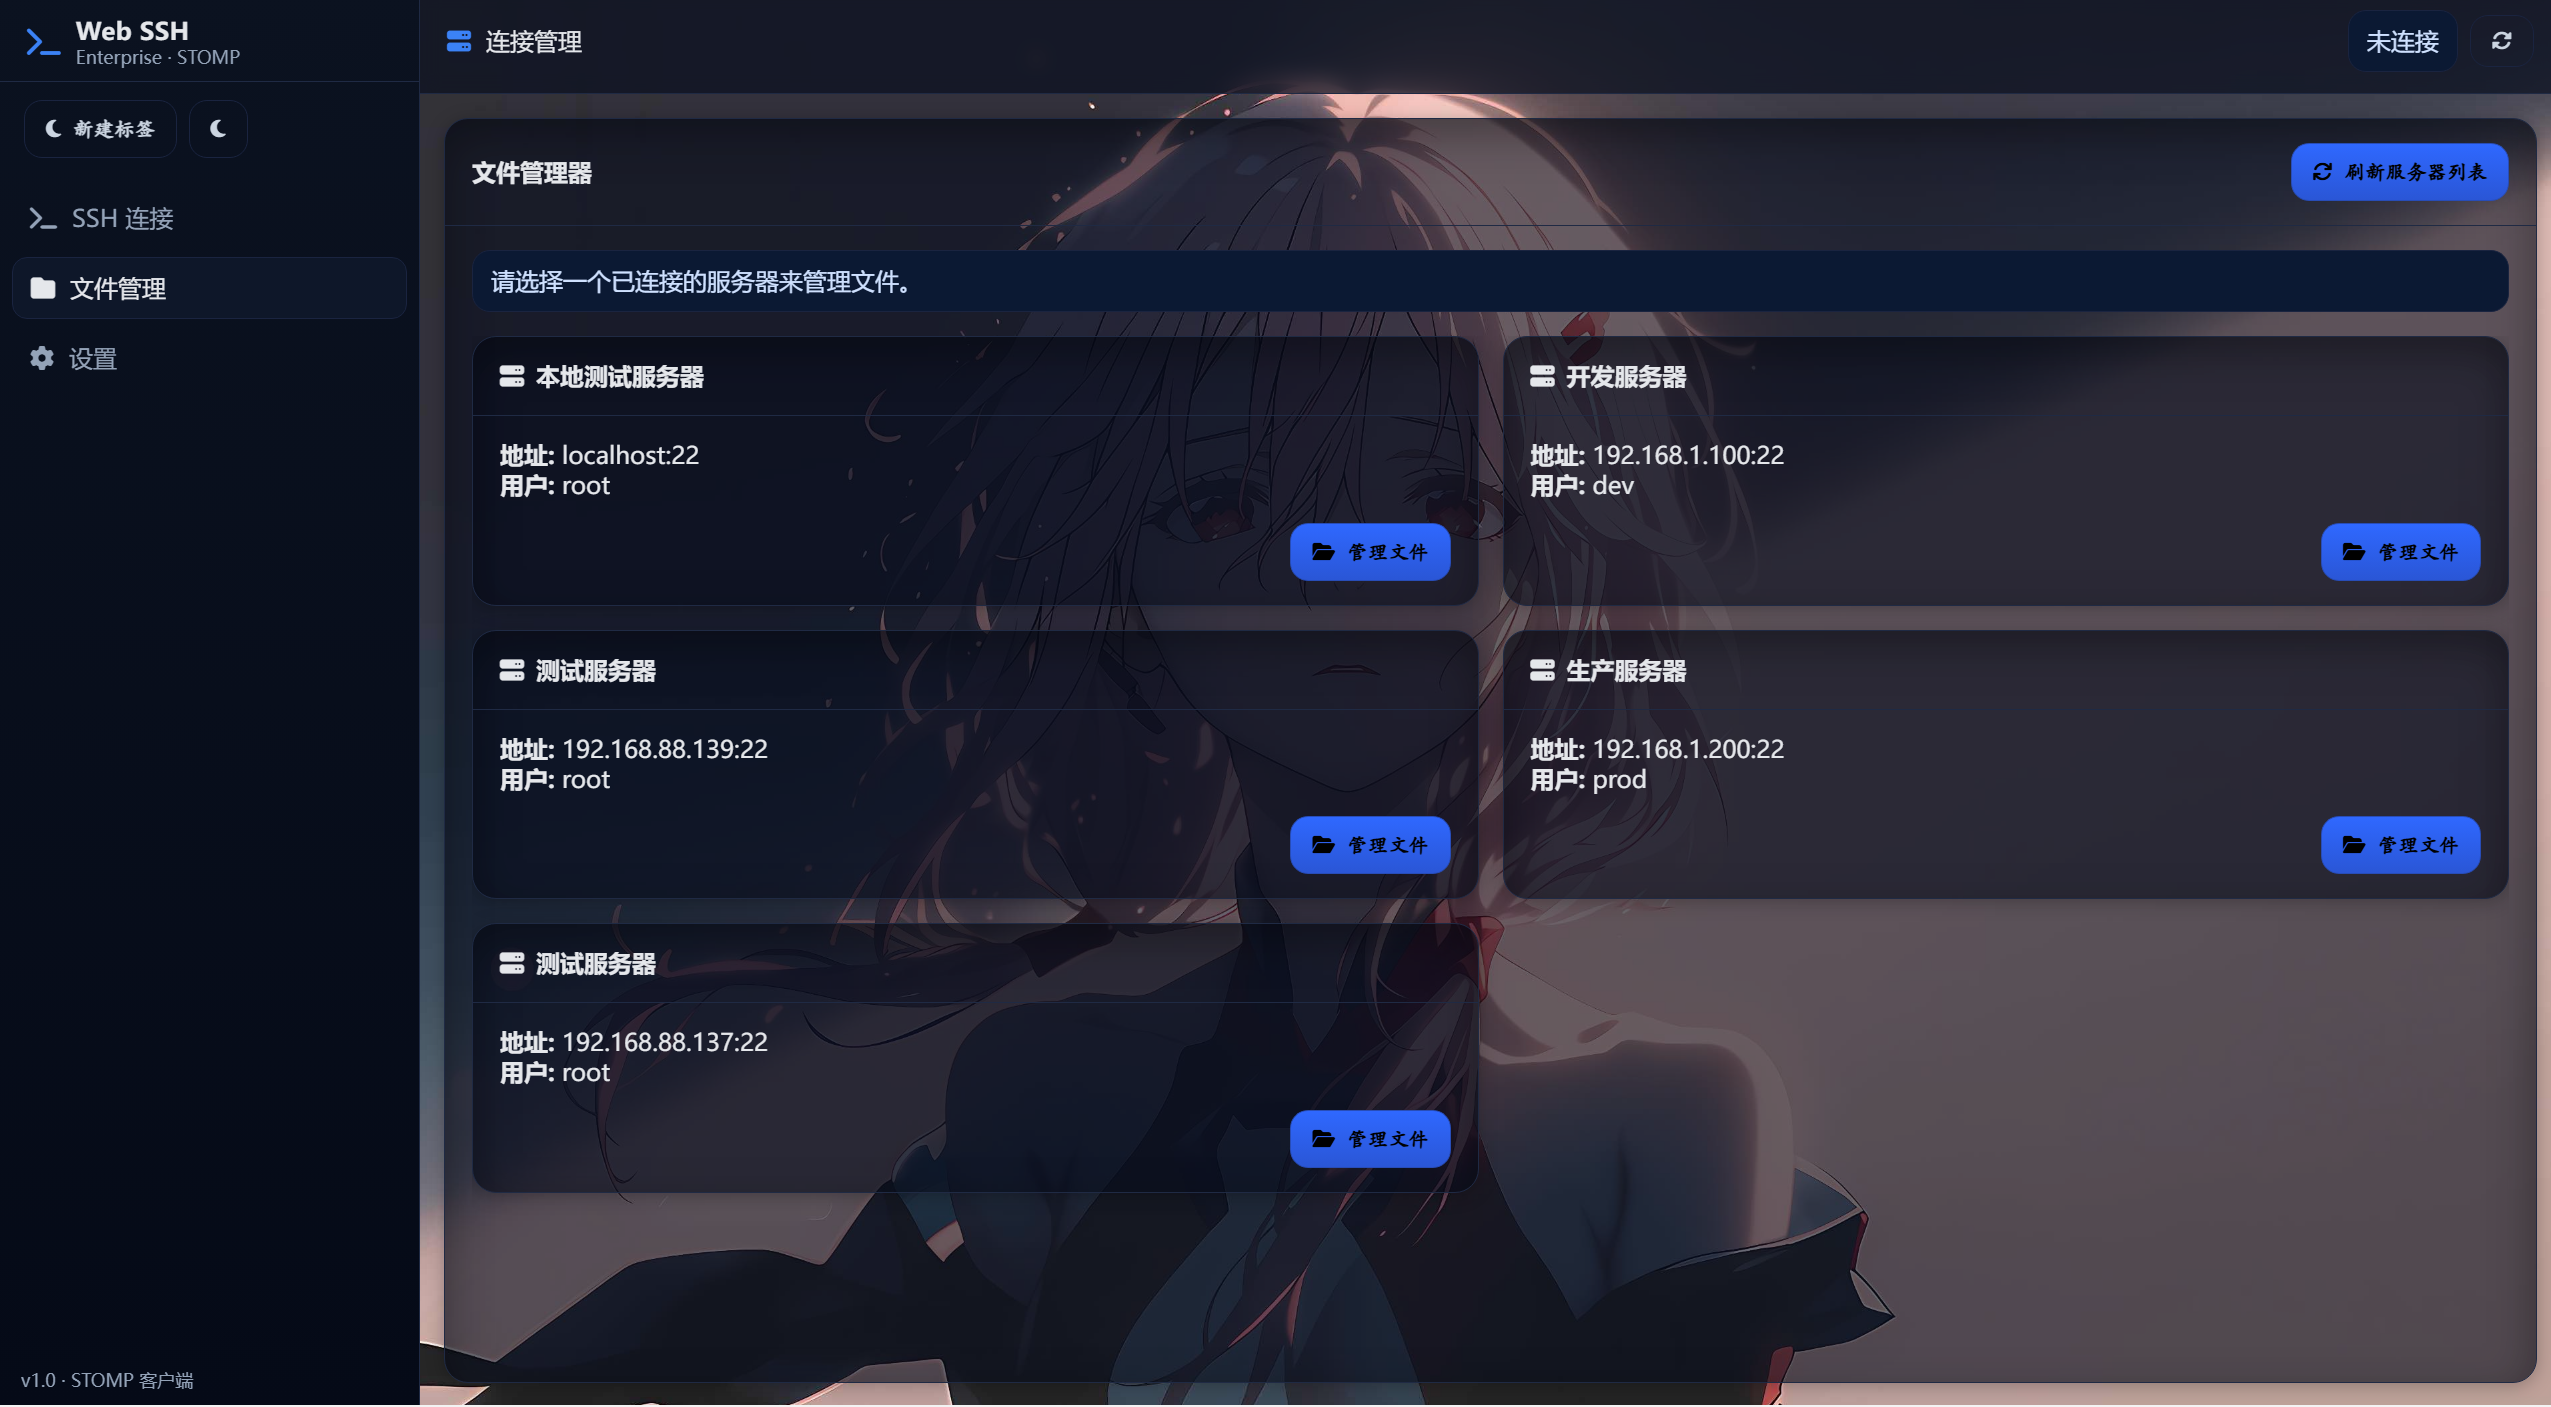 Web SSH
Enterprise · STOMP
新建标签
SSH 连接
文件管理
设置
v1.0 · STOMP 客户端
连接管理
未连接
文件管理器
刷新服务器列表
请选择一个已连接的服务器来管理文件。
本地测试服务器
地址: localhost:22
用户: root
管理文件
开发服务器
地址: 192.168.1.100:22
用户: dev
管理文件
测试服务器
地址: 192.168.88.139:22
用户: root
管理文件
生产服务器
地址: 192.168.1.200:22
用户: prod
管理文件
测试服务器
地址: 192.168.88.137:22
用户: root
管理文件